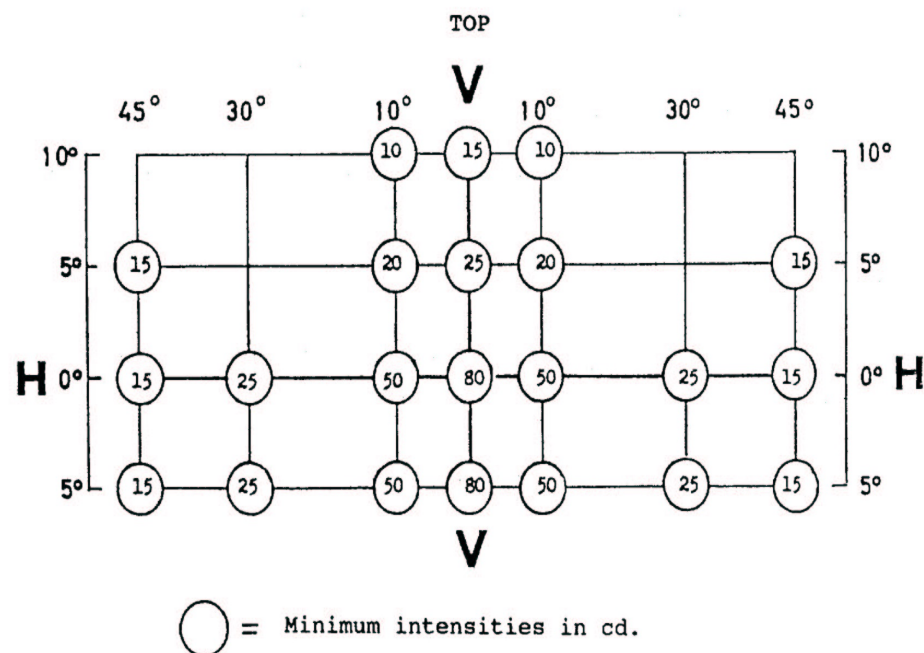 TOP
V
45° 30° 10° 10° 30° 45°
10° 10 15 10 10°
5° 15 20 25 20 15 5°
H 0° 15 25 50 80 50 25 15 0° H
5° 15 25 50 80 50 25 15 5°
V
= Minimum intensities in cd.